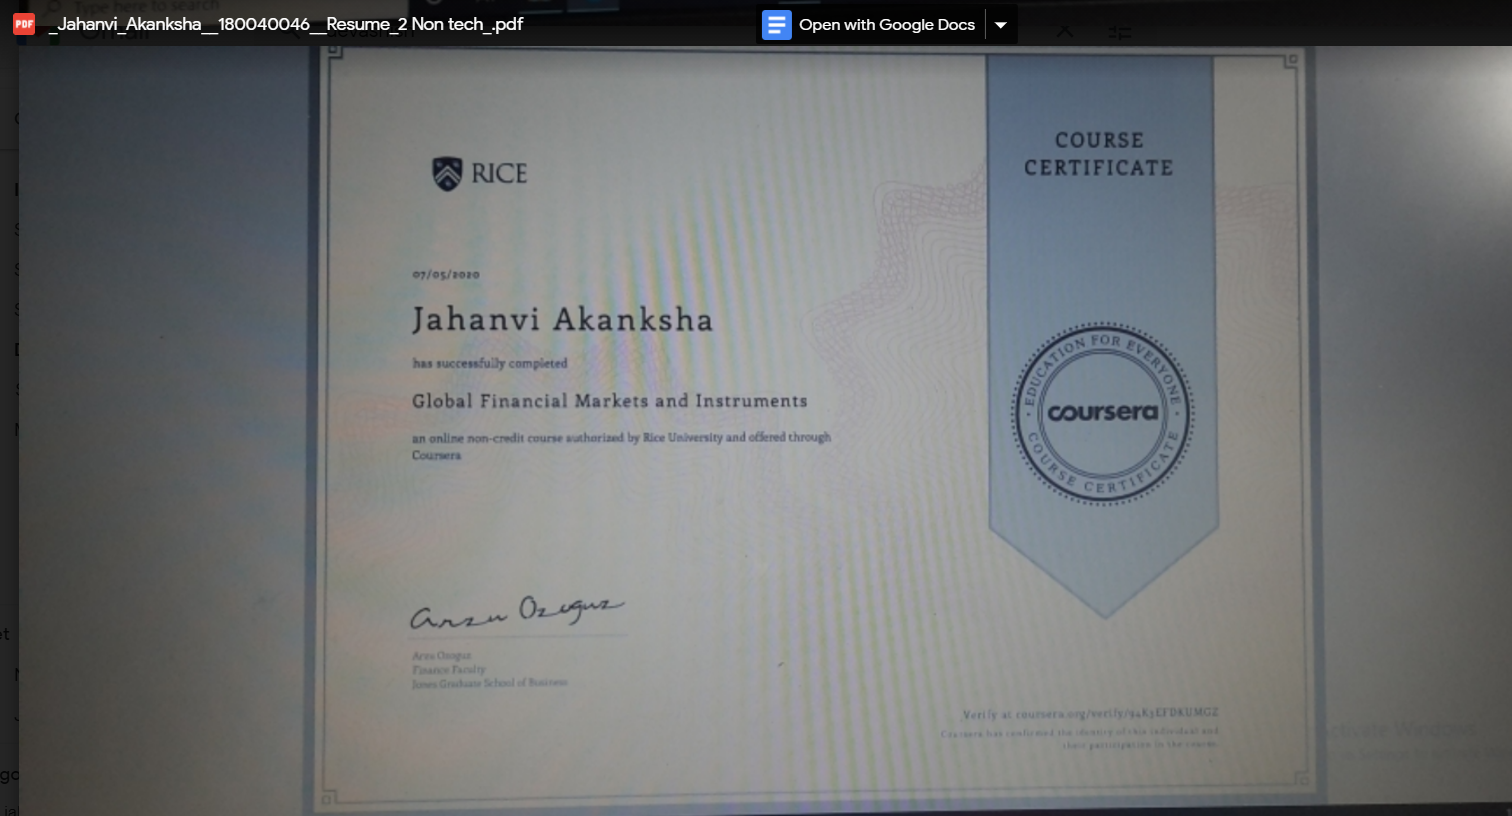 Type here to search
_Jahanvi_Akanksha__180040046__Resume_2 Non tech_.pdf
Open with Google Docs
RICE
COURSE
CERTIFICATE
07/05/2020
Jahanvi Akanksha
has successfully completed
Global Financial Markets and Instruments
an online non-credit course authorized by Rice University and offered through
Coursera
EDUCATION FOR EVERYONE
coursera
COURSE CERTIFICATE
Arzu Ozoguz
Arzu Ozoguz
Finance Faculty
Jones Graduate School of Business
Verify at coursera.org/verify/94K3EFDKUMGZ
Coursera has confirmed the identity of this individual and
their participation in the course.
Activate Windows